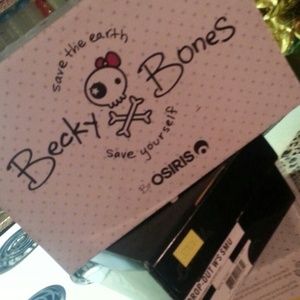 save the earth
Becky Bones
save yourself
By OSIRIS